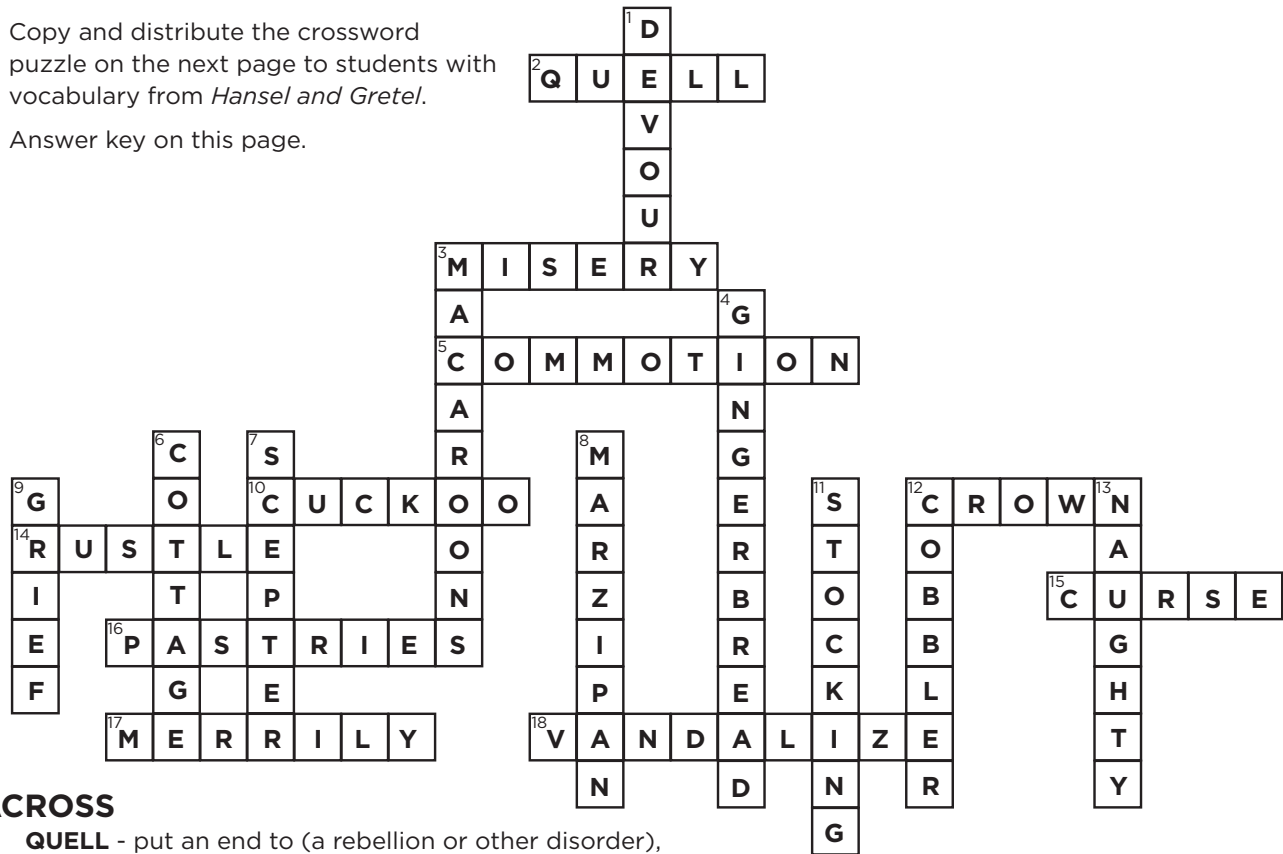 Copy and distribute the crossword
puzzle on the next page to students with
vocabulary from Hansel and Gretel.
Answer key on this page.
1 D
2 Q U E L L
V
O
U
3 M I S E R Y
A 4 G
5 C O M M O T I O N
A N
6 C 7 S R 8 M G
9 G O 10 C U C K O O A E 11 S 12 C R O W 13 N
14 R U S T L E O R R T O A
I T P N Z B O B 15 C U R S E
E 16 P A S T R I E S I R C B G
F G E P E K L H
17 M E R R I L Y 18 V A N D A L I Z E T
N D N R Y
G
ACROSS
QUELL - put an end to (a rebellion or other disorder),